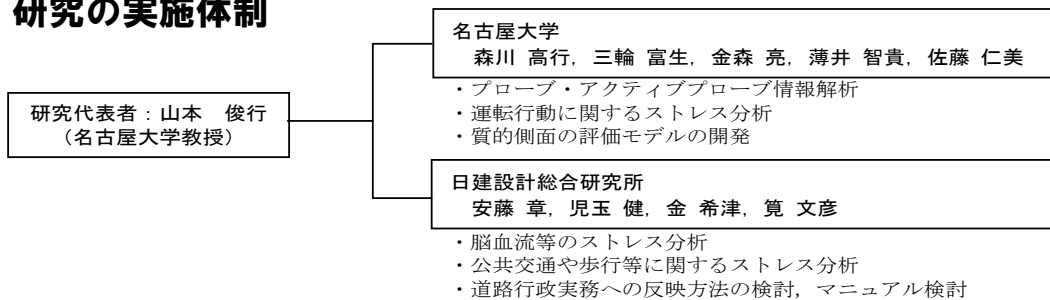 研究の実施体制
研究代表者：山本　俊行
（名古屋大学教授）
名古屋大学
森川 高行，三輪 富生，金森 亮，薄井 智貴，佐藤 仁美
・プローブ・アクティブプローブ情報解析
・運転行動に関するストレス分析
・質的側面の評価モデルの開発
日建設計総合研究所
安藤 章，児玉 健，金 希津，筧 文彦
・脳血流等のストレス分析
・公共交通や歩行等に関するストレス分析
・道路行政実務への反映方法の検討，マニュアル検討